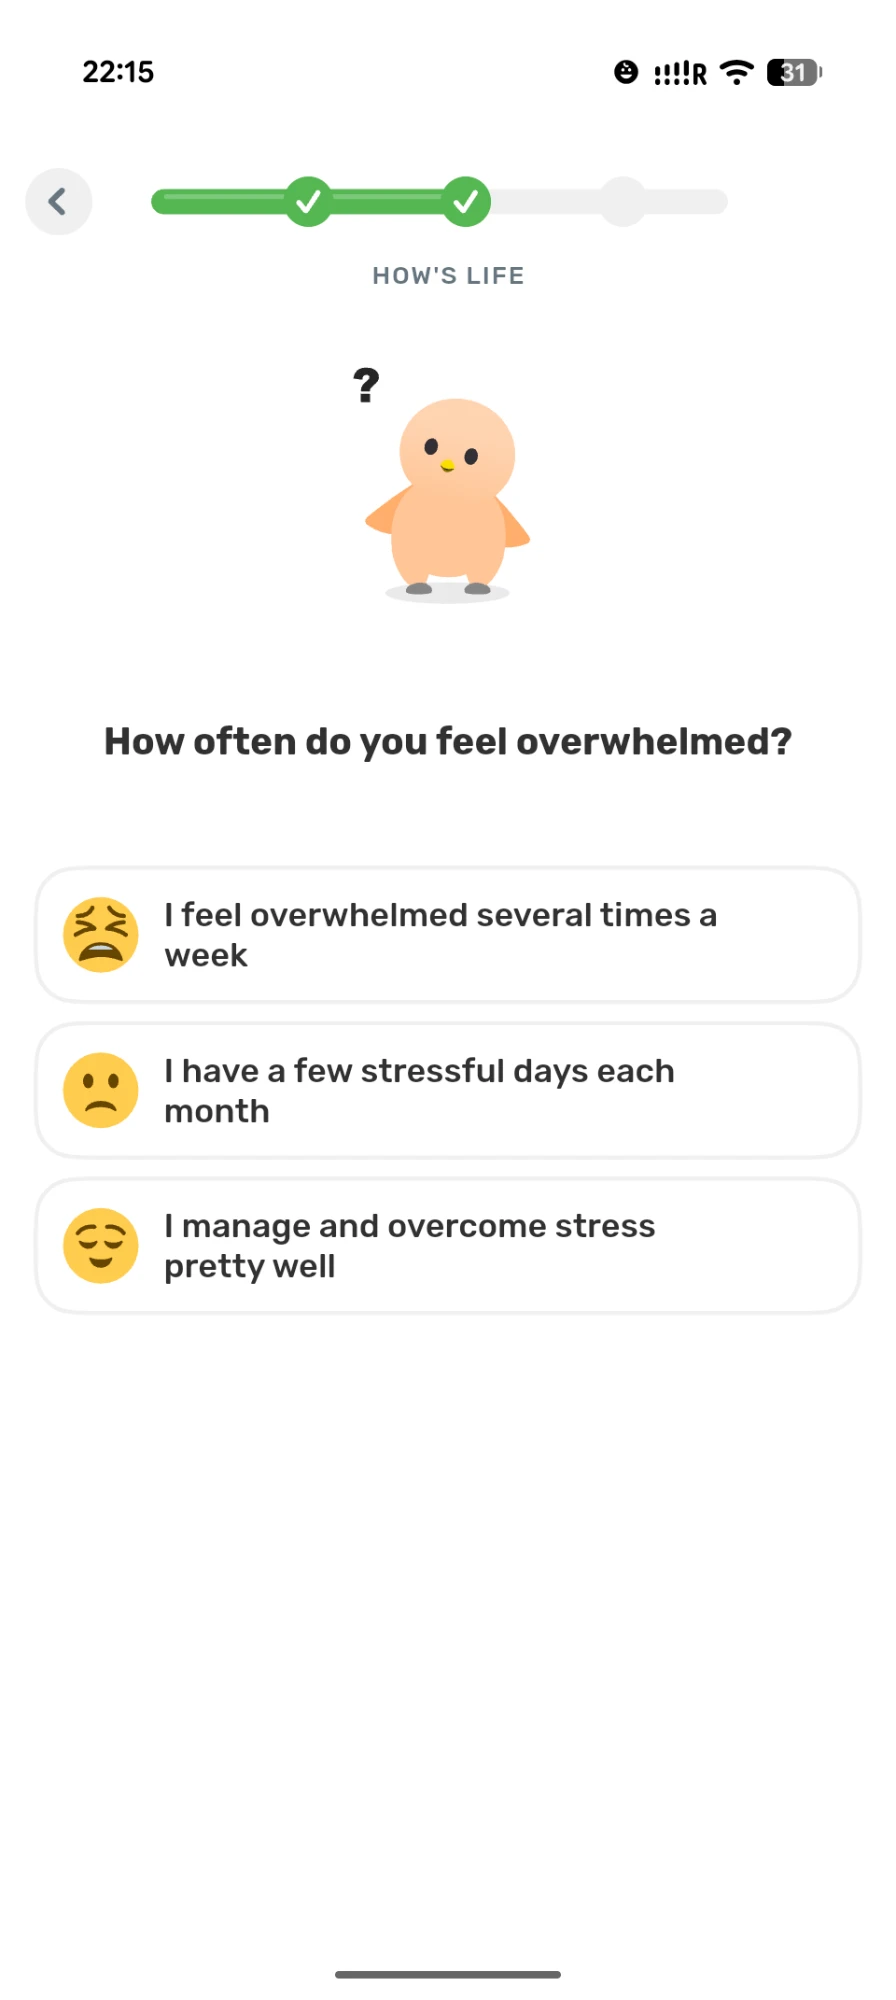 22:15
R
31
HOW'S LIFE
?
How often do you feel overwhelmed?
I feel overwhelmed several times a
week
I have a few stressful days each
month
I manage and overcome stress
pretty well